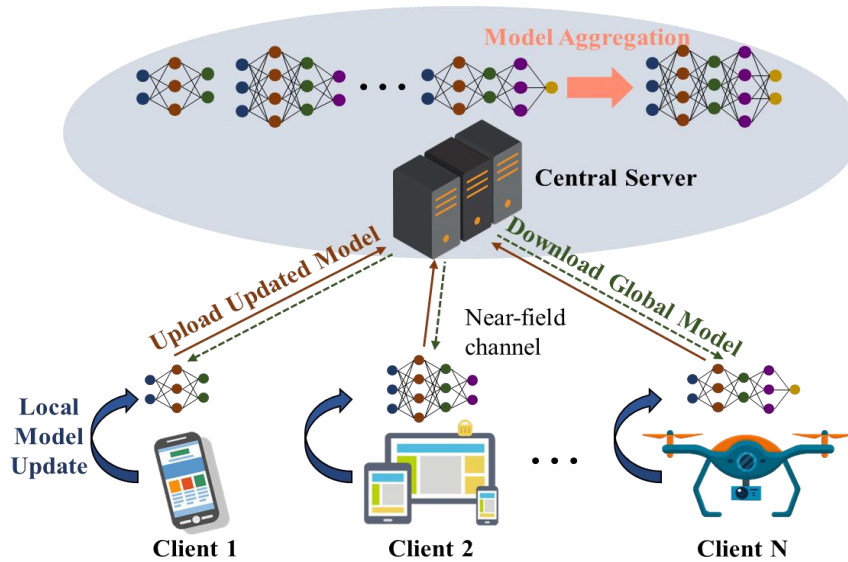 Model Aggregation
Central Server
Upload Updated Model
Download Global Model
Near-field
channel
Local
Model
Update
Client 1
Client 2
Client N